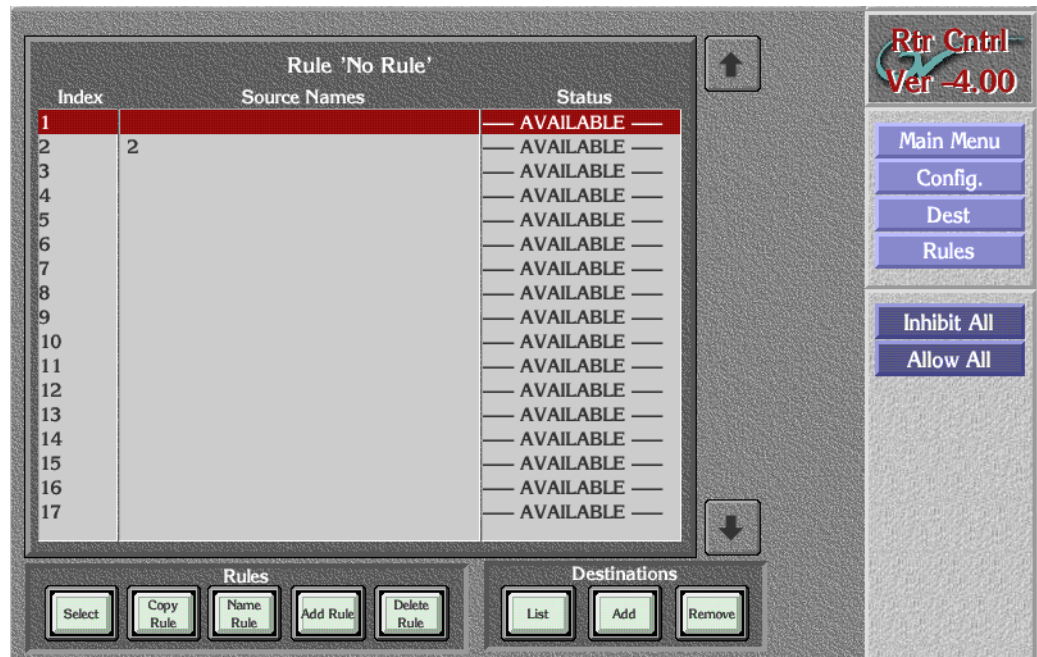 Rule 'No Rule'
Index Source Names Status
1 AVAILABLE
2 2 AVAILABLE
3 AVAILABLE
4 AVAILABLE
5 AVAILABLE
6 AVAILABLE
7 AVAILABLE
8 AVAILABLE
9 AVAILABLE
10 AVAILABLE
11 AVAILABLE
12 AVAILABLE
13 AVAILABLE
14 AVAILABLE
15 AVAILABLE
16 AVAILABLE
17 AVAILABLE
Rules
Select
Copy
Rule
Name
Rule
Add Rule
Delete
Rule
Destinations
List
Add
Remove
Rtr Cntrl
Ver -4.00
Main Menu
Config.
Dest
Rules
Inhibit All
Allow All